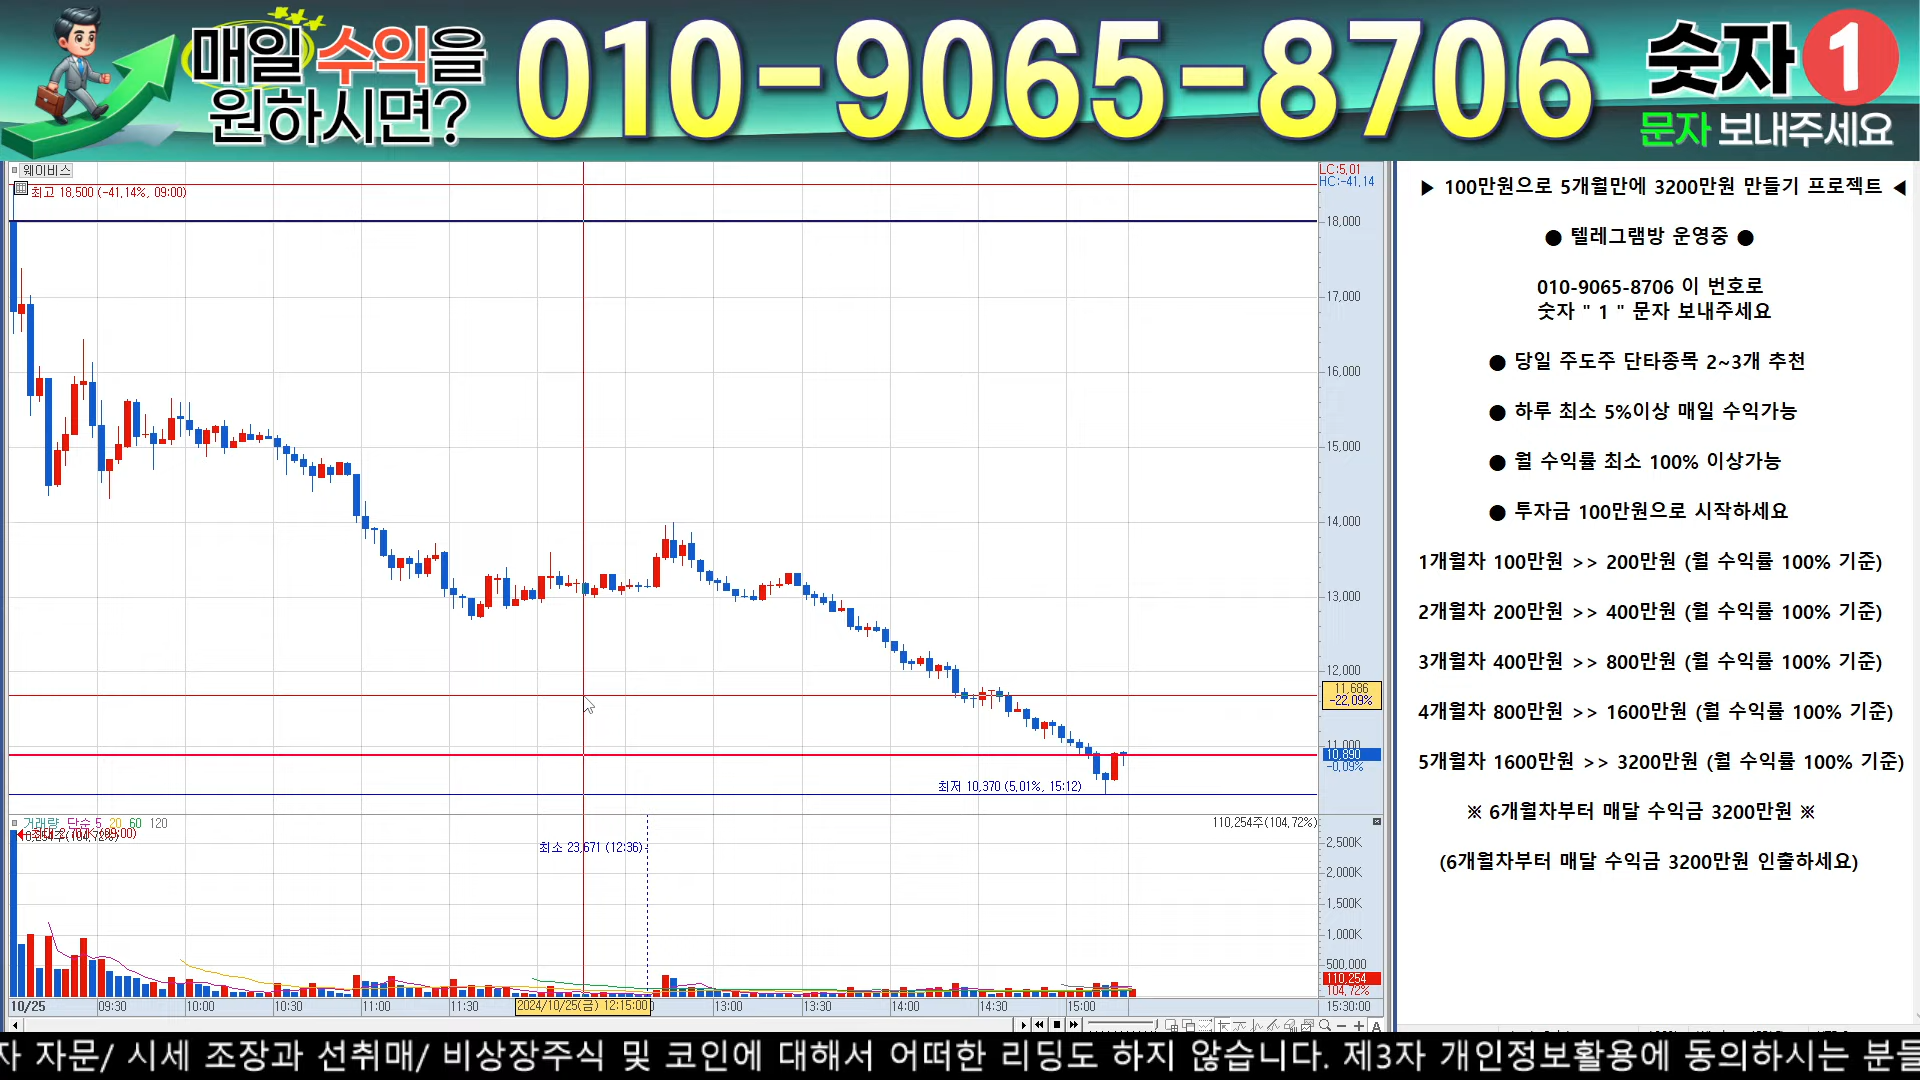 매일 수익을
원하시면?
010-9065-8706
숫자 1
문자 보내주세요
웨이비스
최고 18,500 (-41,14%, 09:00)
LC:5,01
HC:-41,14
18,000
17,000
16,000
15,000
14,000
13,000
12,000
11,686
-22,09%
11,000
10,890
-0,09%
최저 10,370 (5,01%, 15:12)
거래량 단순 5 20 60 120
110,254주(104,72%)
최소 23,671 (12:36)
2,500K
2,000K
1,500K
1,000K
500,000
110,254
104,72%
10/25 09:30 10:00 10:30 11:00 11:30 2024/10/25(금) 12:15:00 13:00 13:30 14:00 14:30 15:00 15:30:00
▶ 100만원으로 5개월만에 3200만원 만들기 프로젝트 ◀
● 텔레그램방 운영중 ●
010-9065-8706 이 번호로
숫자 " 1 " 문자 보내주세요
● 당일 주도주 단타종목 2~3개 추천
● 하루 최소 5%이상 매일 수익가능
● 월 수익률 최소 100% 이상가능
● 투자금 100만원으로 시작하세요
1개월차 100만원 >> 200만원 (월 수익률 100% 기준)
2개월차 200만원 >> 400만원 (월 수익률 100% 기준)
3개월차 400만원 >> 800만원 (월 수익률 100% 기준)
4개월차 800만원 >> 1600만원 (월 수익률 100% 기준)
5개월차 1600만원 >> 3200만원 (월 수익률 100% 기준)
※ 6개월차부터 매달 수익금 3200만원 ※
(6개월차부터 매달 수익금 3200만원 인출하세요)
자 자문/ 시세 조장과 선취매/ 비상장주식 및 코인에 대해서 어떠한 리딩도 하지 않습니다. 제3자 개인정보활용에 동의하시는 분들